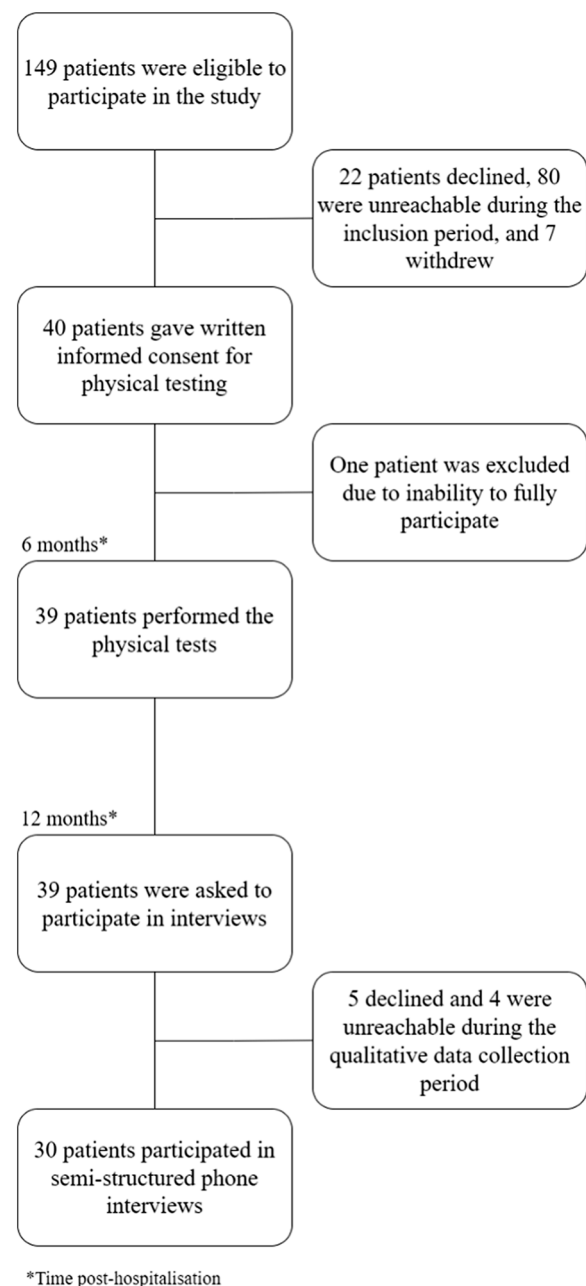 149 patients were eligible to
participate in the study
22 patients declined, 80
were unreachable during the
inclusion period, and 7
withdrew
40 patients gave written
informed consent for
physical testing
One patient was excluded
due to inability to fully
participate
6 months*
39 patients performed the
physical tests
12 months*
39 patients were asked to
participate in interviews
5 declined and 4 were
unreachable during the
qualitative data collection
period
30 patients participated in
semi-structured phone
interviews
*Time post-hospitalisation